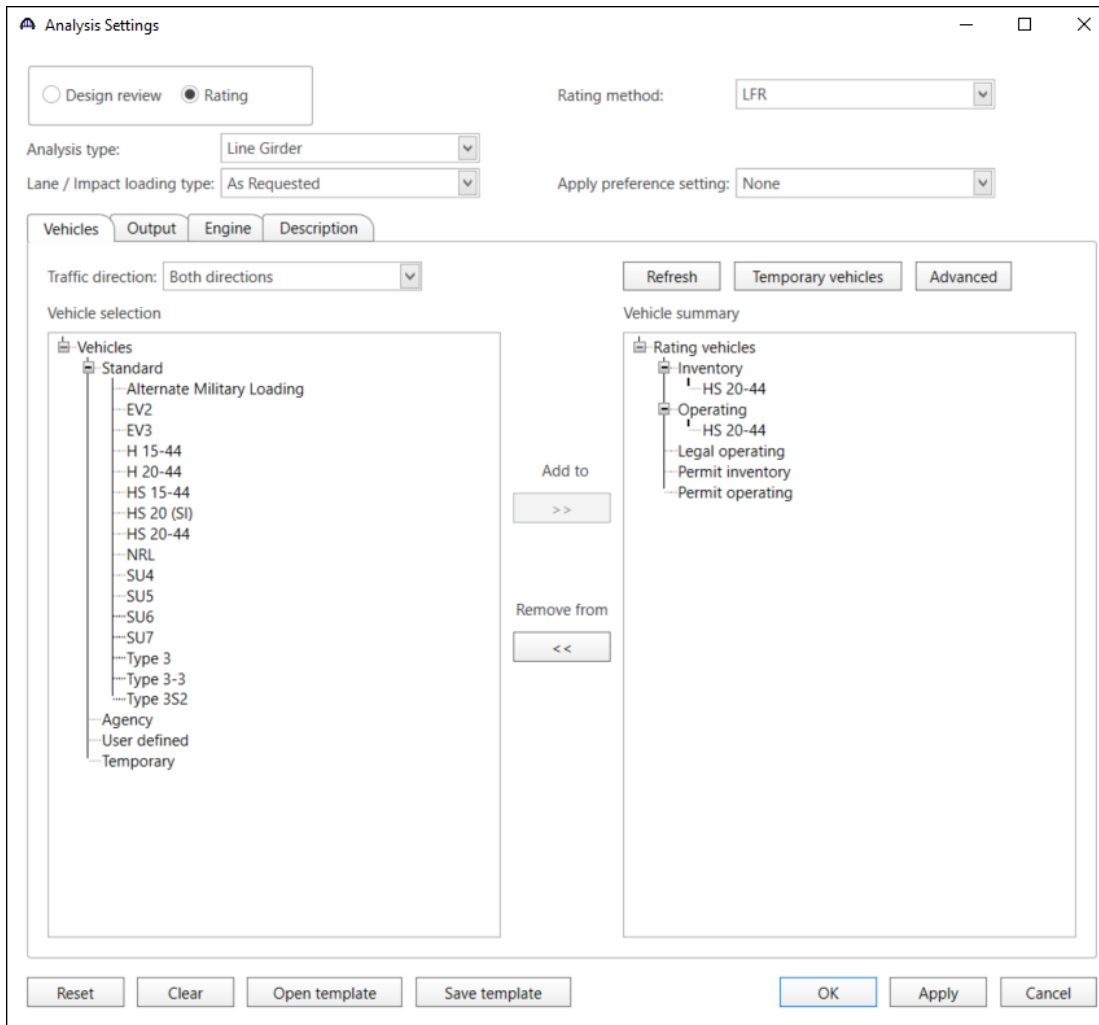 Analysis Settings
Design review Rating Rating method: LFR
Analysis type: Line Girder
Lane / Impact loading type: As Requested Apply preference setting: None
Vehicles Output Engine Description
Traffic direction: Both directions Refresh Temporary vehicles Advanced
Vehicle selection
Vehicles
Standard
Alternate Military Loading
EV2
EV3
H 15-44
H 20-44
HS 15-44
HS 20 (SI)
HS 20-44
NRL
SU4
SU5
SU6
SU7
Type 3
Type 3-3
Type 3S2
Agency
User defined
Temporary
Add to
>>
Remove from
<<
Vehicle summary
Rating vehicles
Inventory
HS 20-44
Operating
HS 20-44
Legal operating
Permit inventory
Permit operating
Reset Clear Open template Save template OK Apply Cancel